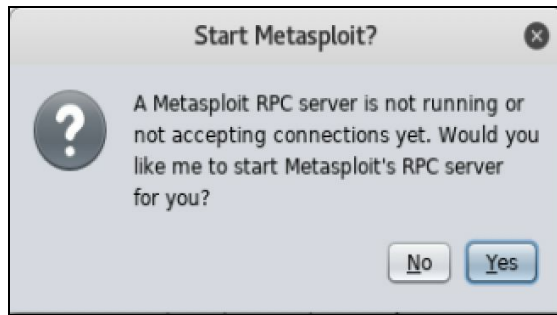 Start Metasploit?
A Metasploit RPC server is not running or
not accepting connections yet. Would you
like me to start Metasploit's RPC server
for you?
No
Yes